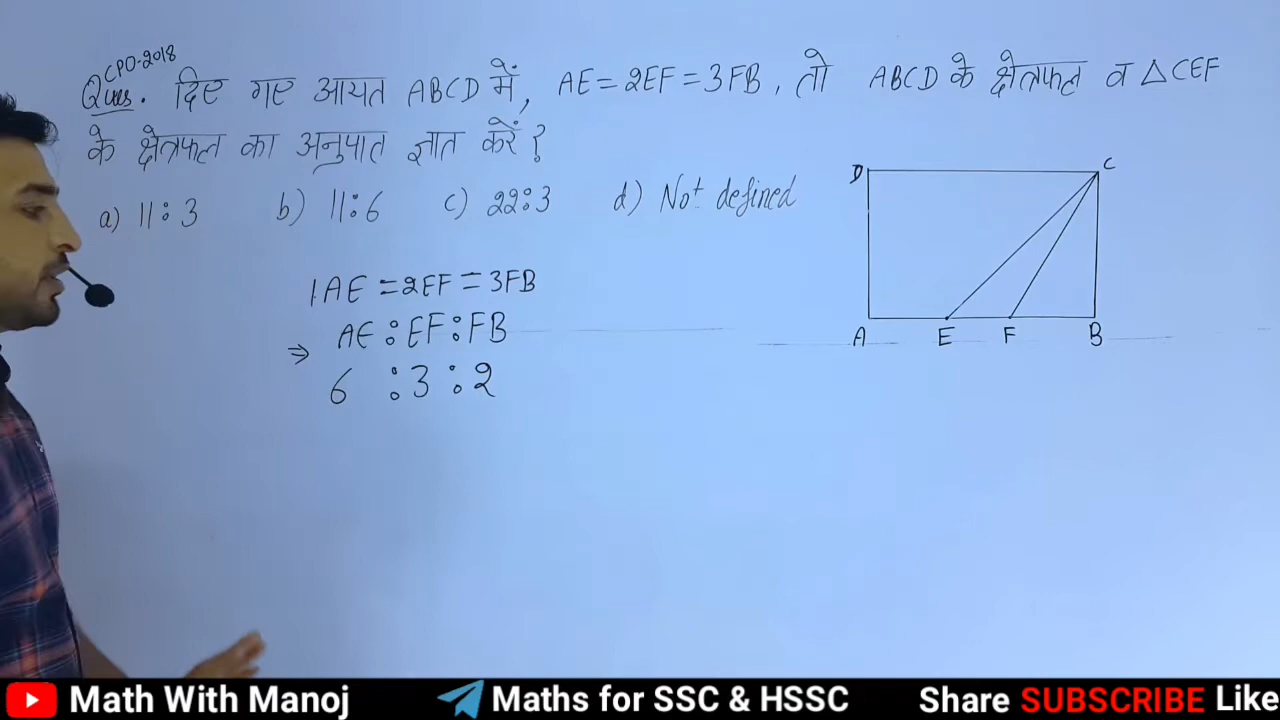 CPO-2018
Ques. दिए गए आयत ABCD में, AE = 2EF = 3FB, तो ABCD के क्षेत्रफल व △CEF
के क्षेत्रफल का अनुपात ज्ञात करें ?
a) 11:3 b) 11:6 c) 22:3 d) Not defined
D C
1AE = 2EF = 3FB
AE : EF : FB
⇒
A E F B
6 : 3 : 2
Math With Manoj Maths for SSC & HSSC Share SUBSCRIBE Like